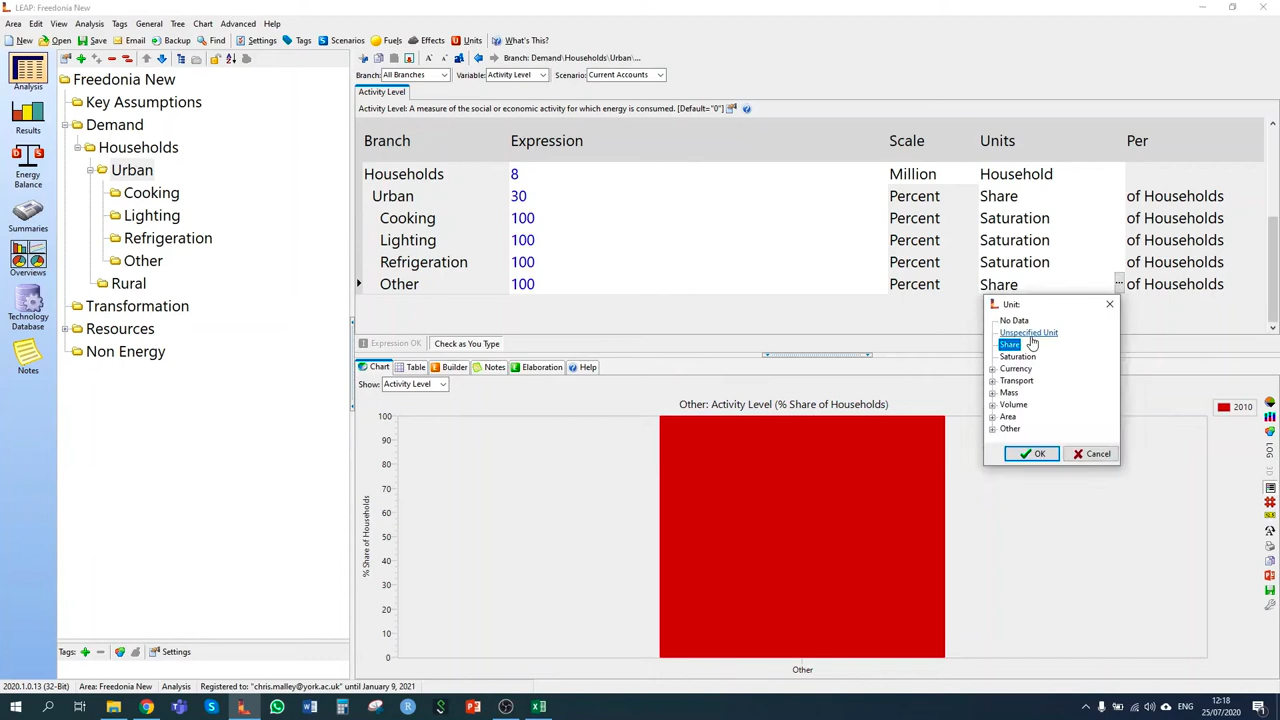 LEAP: Freedonia New
Area Edit View Analysis Tags General Tree Chart Advanced Help
New Open Save Email Backup Find Settings Tags Scenarios Fuels Effects Units What's This?
Analysis
Results
Energy
Balance
Summaries
Overviews
Technology
Database
Notes
Freedonia New
Key Assumptions
Demand
Households
Urban
Cooking
Lighting
Refrigeration
Other
Rural
Transformation
Resources
Non Energy
Tags: Settings
Branch: Demand\Households\Urban\...
Branch: All Branches Variable: Activity Level Scenario: Current Accounts
Activity Level
Activity Level: A measure of the social or economic activity for which energy is consumed. [Default="0"]
Branch Expression Scale Units Per
Households 8 Million Household
Urban 30 Percent Share of Households
Cooking 100 Percent Saturation of Households
Lighting 100 Percent Saturation of Households
Refrigeration 100 Percent Saturation of Households
Other 100 Percent Share ... of Households
Unit:
No Data
Unspecified Unit
Share
Saturation
Currency
Transport
Mass
Volume
Area
Other
OK Cancel
Expression OK Check as You Type
Chart Table Builder Notes Elaboration Help
Show: Activity Level
Other: Activity Level (% Share of Households)
2010
LOG
% Share of Households
100
90
80
70
60
50
40
30
20
10
0
Other
2020.1.0.13 (32-Bit) Area: Freedonia New Analysis Registered to: "chris.malley@york.ac.uk" until January 9, 2021
ENG 12:18
25/07/2020